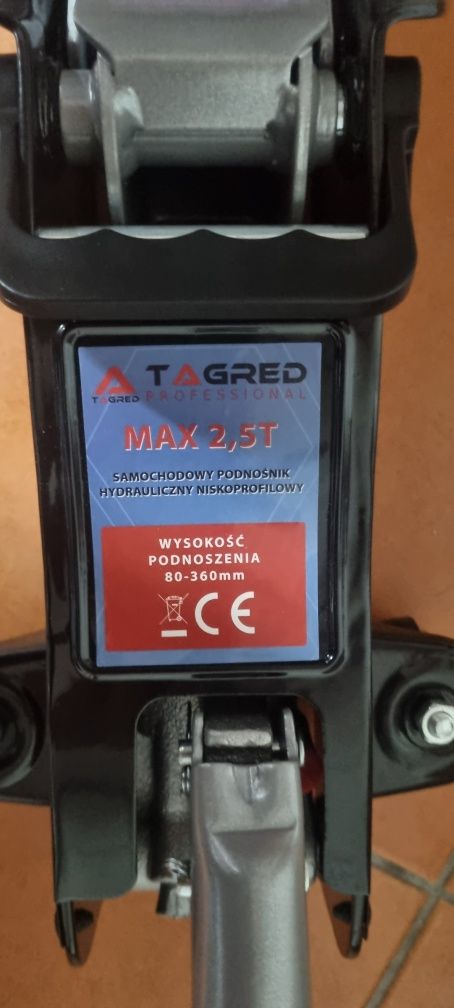 TAGRED
TAGRED PROFESSIONAL
MAX 2,5T
SAMOCHODOWY PODNOŚNIK
HYDRAULICZNY NISKOPROFILOWY
WYSOKOŚĆ
PODNOSZENIA
80-360mm
CE